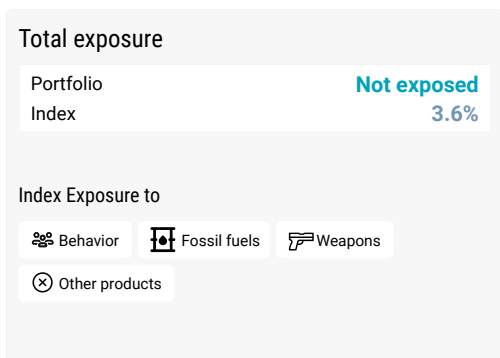 Total exposure
Portfolio Not exposed
Index 3.6%
Index Exposure to
Behavior Fossil fuels Weapons
Other products